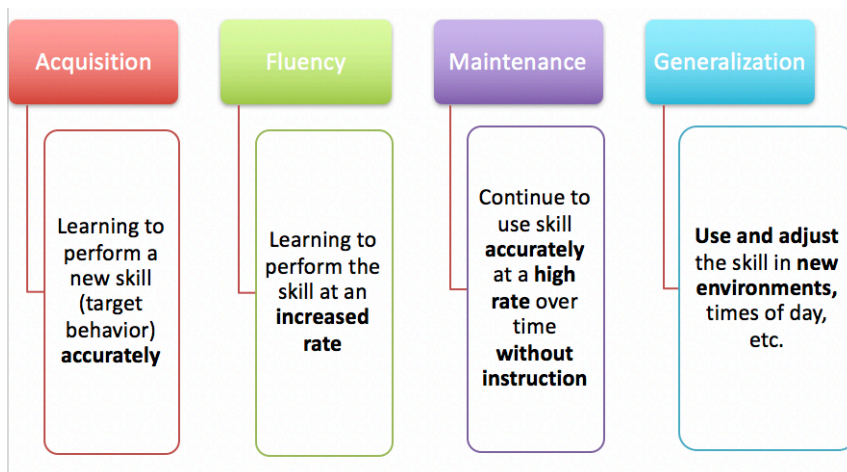 Acquisition
Learning to
perform a
new skill
(target
behavior)
accurately
Fluency
Learning to
perform the
skill at an
increased
rate
Maintenance
Continue to
use skill
accurately
at a high
rate over
time
without
instruction
Generalization
Use and adjust
the skill in new
environments,
times of day,
etc.